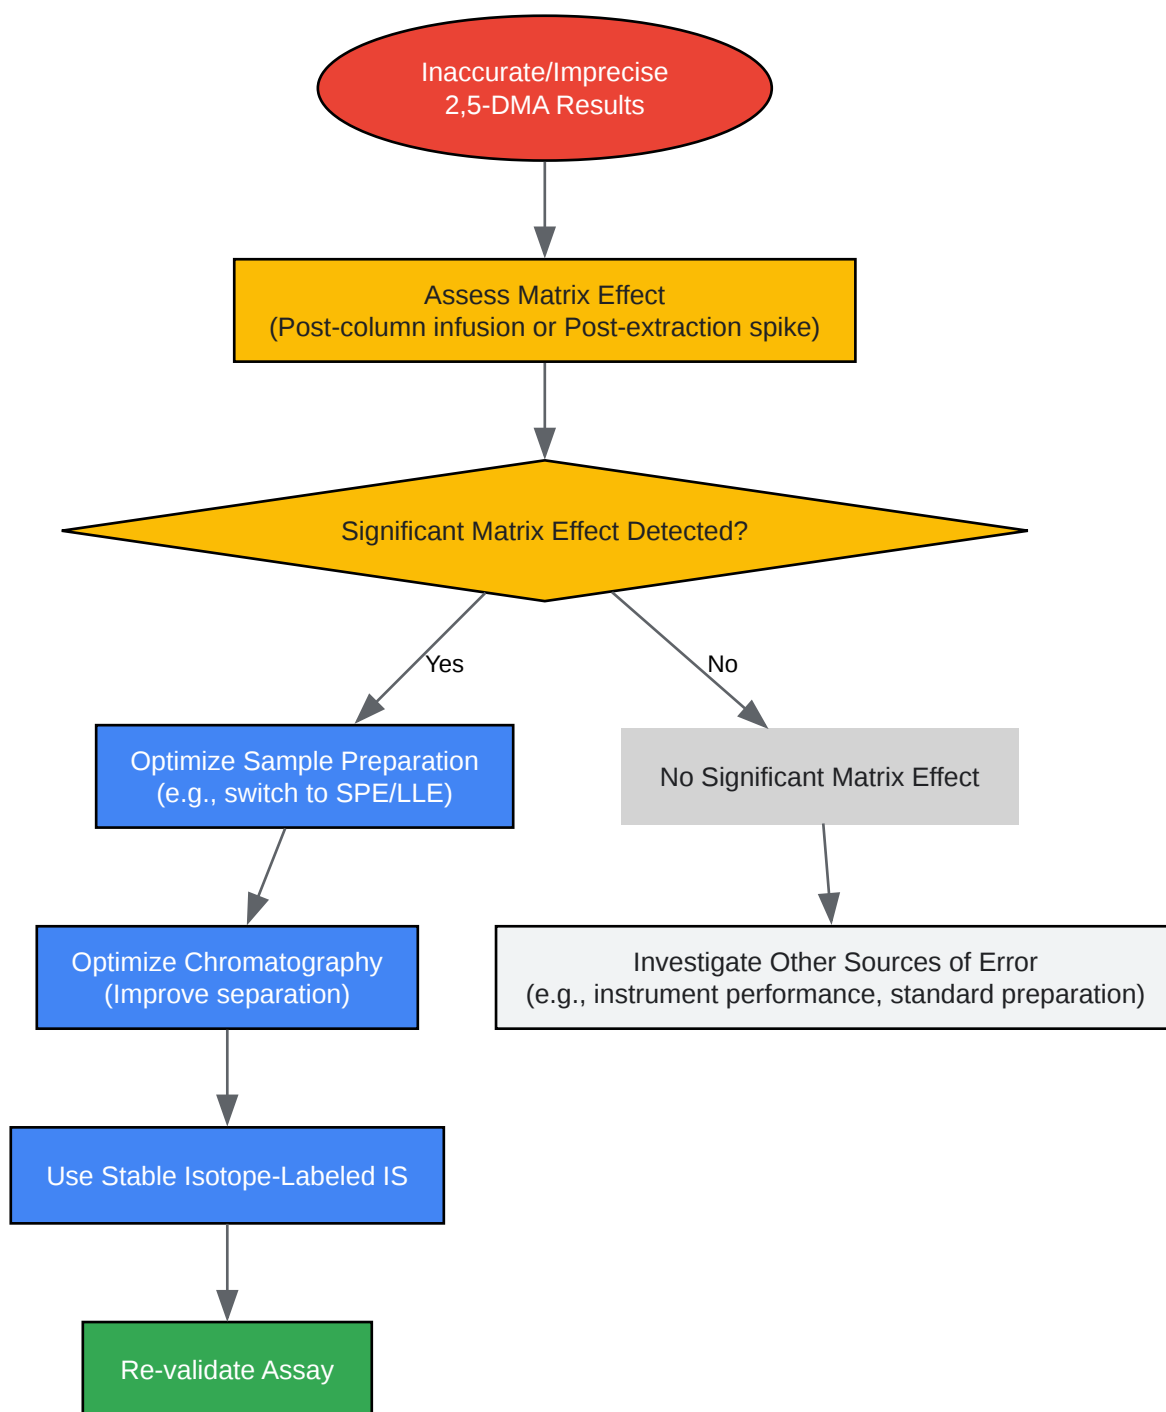 Inaccurate/Imprecise
2,5-DMA Results
Assess Matrix Effect
(Post-column infusion or Post-extraction spike)
Significant Matrix Effect Detected?
Yes
No
Optimize Sample Preparation
(e.g., switch to SPE/LLE)
No Significant Matrix Effect
Optimize Chromatography
(Improve separation)
Investigate Other Sources of Error
(e.g., instrument performance, standard preparation)
Use Stable Isotope-Labeled IS
Re-validate Assay